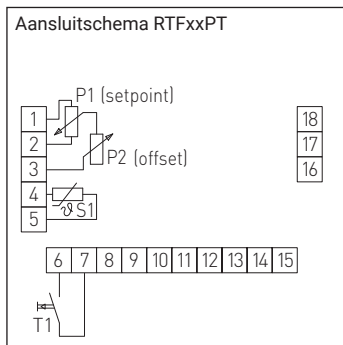 Aansluitschema RTFxxPT
P1 (setpoint)
1
18
2
17
3
P2 (offset)
16
4
ϑ S1
5
6 7 8 9 10 11 12 13 14 15
T1